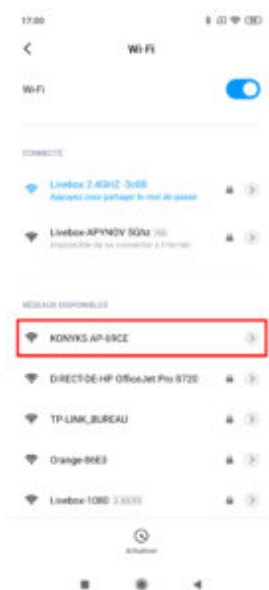 17:00
Wi-Fi
Wi-Fi
CONNECTÉ
Livebox 2.4GHZ-3c88
Appuyez pour partager le mot de passe
Livebox-APYNOV 5Ghz
Impossible de se connecter à Internet
RÉSEAUX DISPONIBLES
KONYKS AP-69CE
DIRECT-DE-HP OfficeJet Pro 8720
TP-LINK_BUREAU
Orange-86E3
Livebox-1080
Actualiser